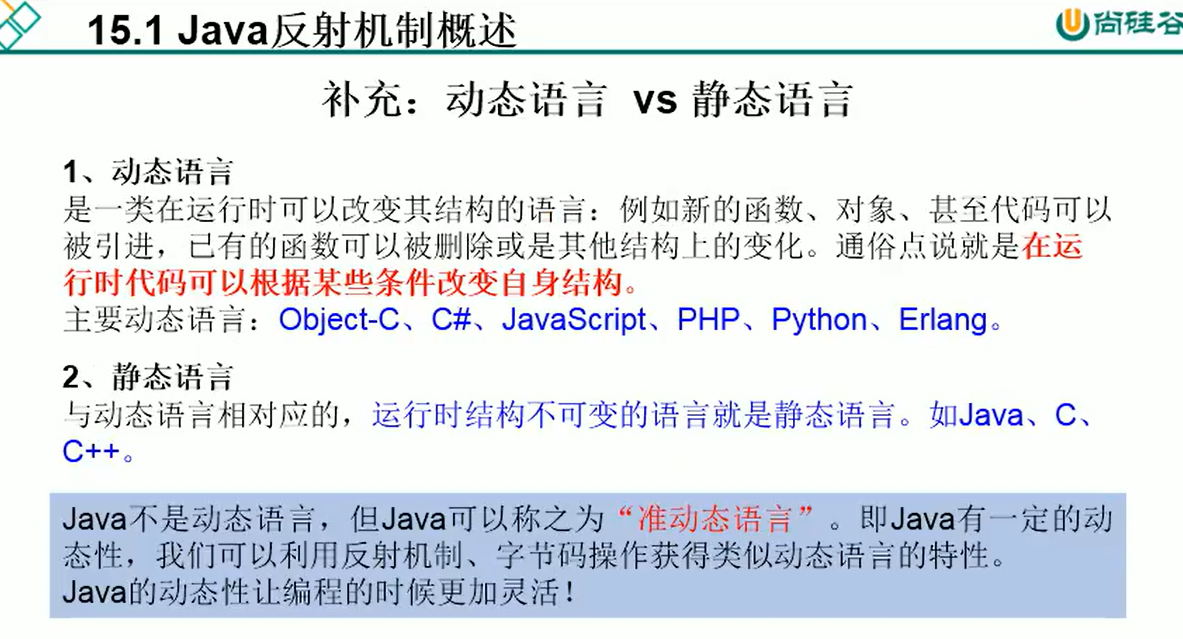 15.1 Java反射机制概述
尚硅谷
补充：动态语言 vs 静态语言
1、动态语言
是一类在运行时可以改变其结构的语言：例如新的函数、对象、甚至代码可以
被引进，已有的函数可以被删除或是其他结构上的变化。通俗点说就是在运
行时代码可以根据某些条件改变自身结构。
主要动态语言：Object-C、C#、JavaScript、PHP、Python、Erlang。
2、静态语言
与动态语言相对应的，运行时结构不可变的语言就是静态语言。如Java、C、
C++。
Java不是动态语言，但Java可以称之为“准动态语言”。即Java有一定的动
态性，我们可以利用反射机制、字节码操作获得类似动态语言的特性。
Java的动态性让编程的时候更加灵活！